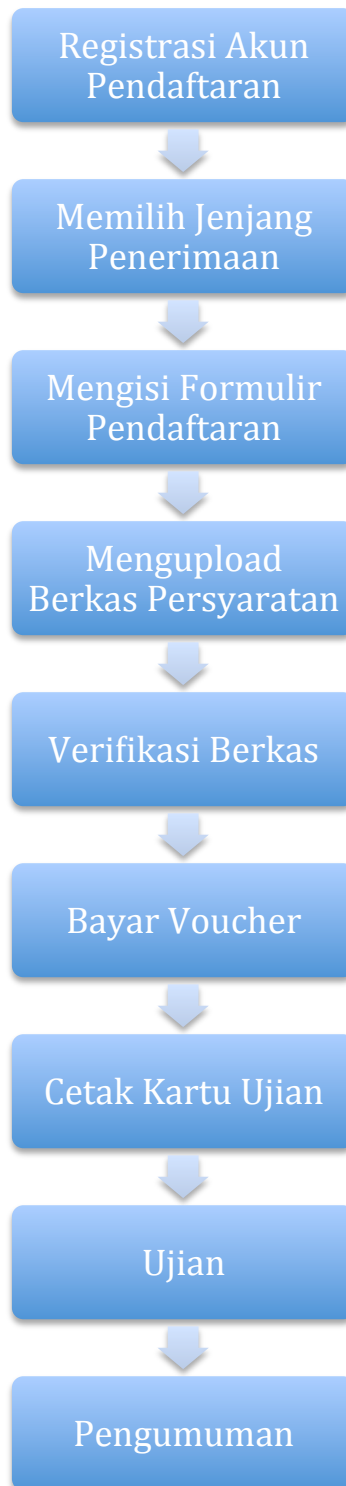 Registrasi Akun
Pendaftaran
Memilih Jenjang
Penerimaan
Mengisi Formulir
Pendaftaran
Mengupload
Berkas Persyaratan
Verifikasi Berkas
Bayar Voucher
Cetak Kartu Ujian
Ujian
Pengumuman